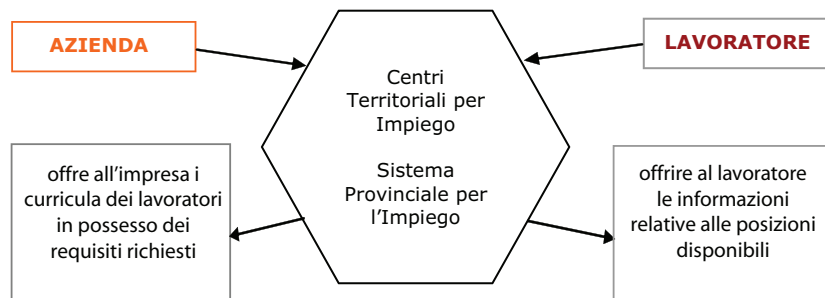 AZIENDA
LAVORATORE
Centri
Territoriali per
Impiego
Sistema
Provinciale per
l’Impiego
offre all’impresa i
curricula dei lavoratori
in possesso dei
requisiti richiesti
offrire al lavoratore
le informazioni
relative alle posizioni
disponibili